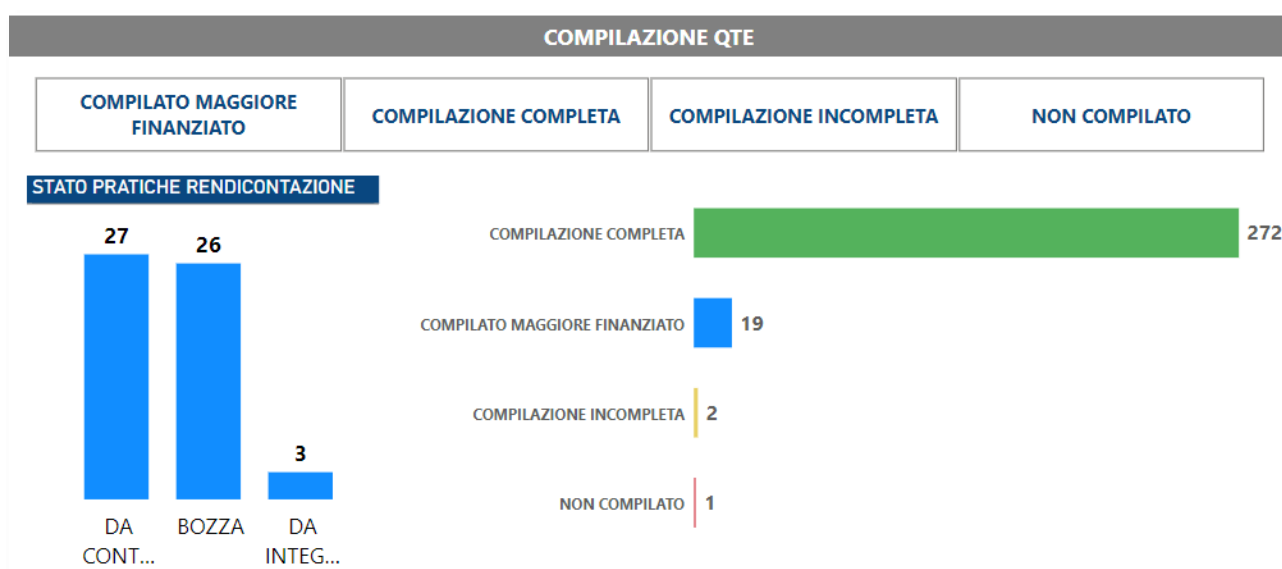 COMPILAZIONE QTE
COMPILATO MAGGIORE
FINANZIATO
COMPILAZIONE COMPLETA
COMPILAZIONE INCOMPLETA
NON COMPILATO
STATO PRATICHE RENDICONTAZIONE
27
26
3
DA
CONT...
BOZZA
DA
INTEG...
COMPILAZIONE COMPLETA
272
COMPILATO MAGGIORE FINANZIATO
19
COMPILAZIONE INCOMPLETA
2
NON COMPILATO
1